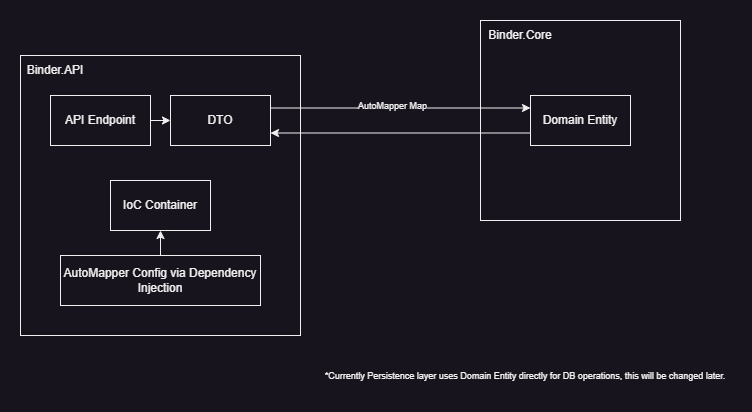 Binder.Core
Binder.API
API Endpoint
DTO
AutoMapper Map
Domain Entity
IoC Container
AutoMapper Config via Dependency
Injection
*Currently Persistence layer uses Domain Entity directly for DB operations, this will be changed later.